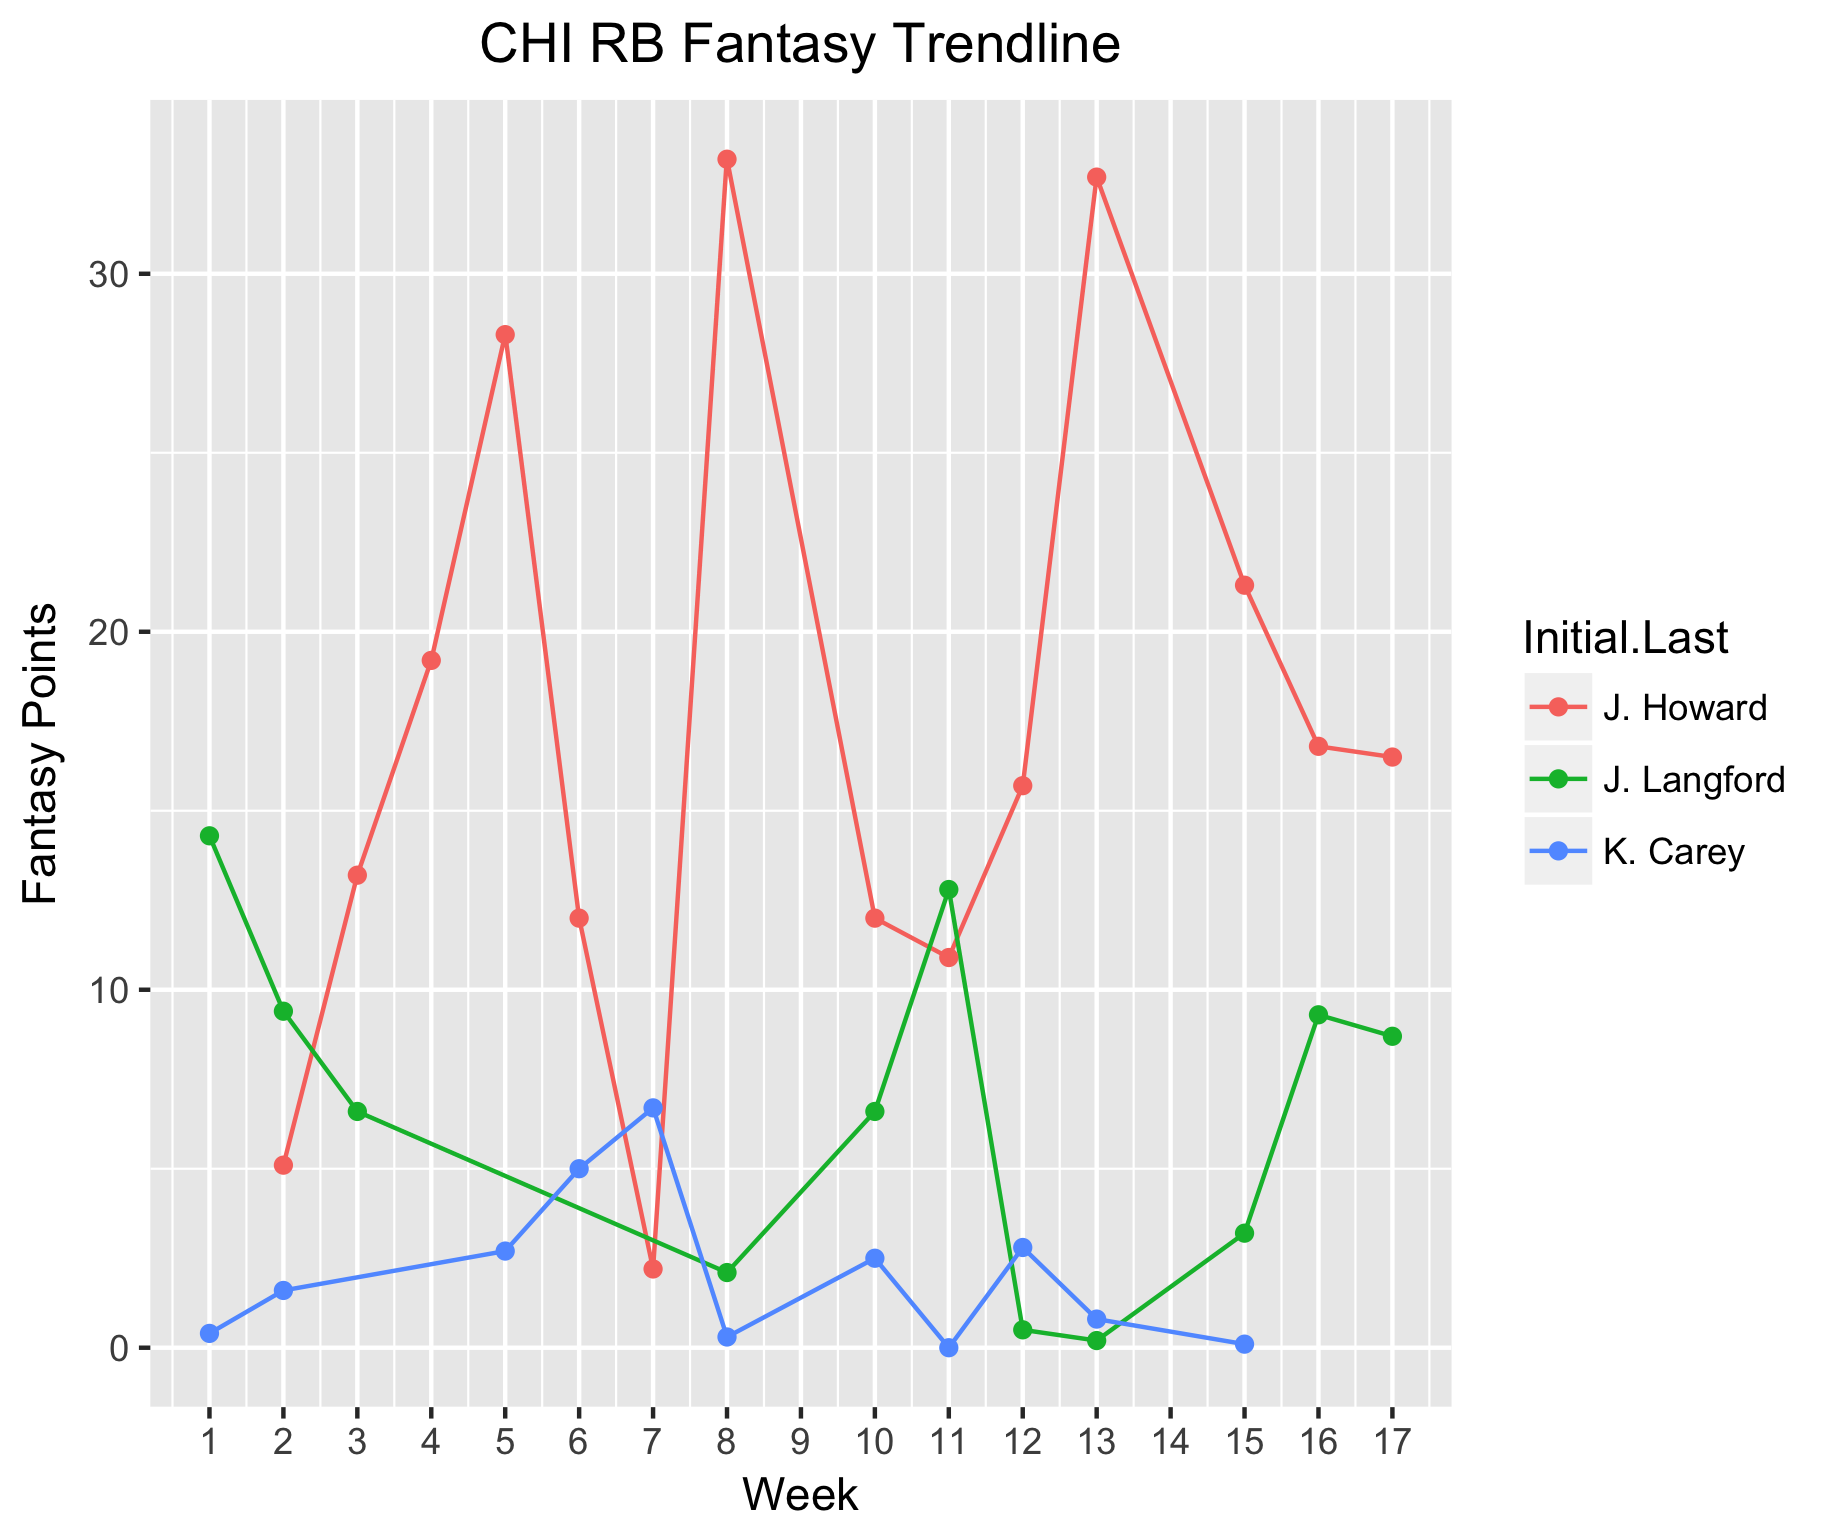 CHI RB Fantasy Trendline
Fantasy Points
30
20
10
0
1 2 3 4 5 6 7 8 9 10 11 12 13 14 15 16 17
Week
Initial.Last
J. Howard
J. Langford
K. Carey